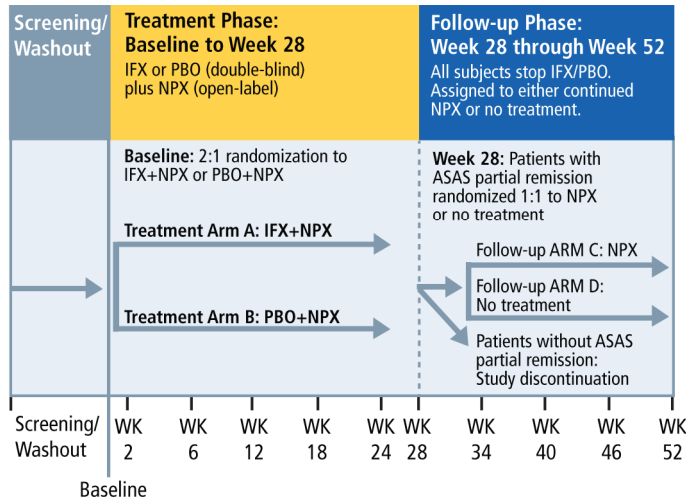 Screening/
Washout
Treatment Phase:
Baseline to Week 28
IFX or PBO (double-blind)
plus NPX (open-label)
Follow-up Phase:
Week 28 through Week 52
All subjects stop IFX/PBO.
Assigned to either continued
NPX or no treatment.
Baseline: 2:1 randomization to
IFX+NPX or PBO+NPX
Treatment Arm A: IFX+NPX
Treatment Arm B: PBO+NPX
Week 28: Patients with
ASAS partial remission
randomized 1:1 to NPX
or no treatment
Follow-up ARM C: NPX
Follow-up ARM D:
No treatment
Patients without ASAS
partial remission:
Study discontinuation
Screening/ WK WK WK WK WK WK WK WK WK WK
Washout 2 6 12 18 24 28 34 40 46 52
Baseline